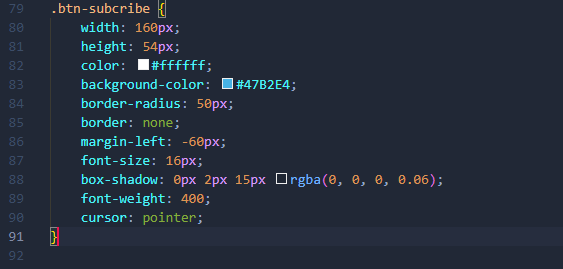 79 .btn-subcribe {
80 width: 160px;
81 height: 54px;
82 color: #ffffff;
83 background-color: #47B2E4;
84 border-radius: 50px;
85 border: none;
86 margin-left: -60px;
87 font-size: 16px;
88 box-shadow: 0px 2px 15px rgba(0, 0, 0, 0.06);
89 font-weight: 400;
90 cursor: pointer;
91 }
92